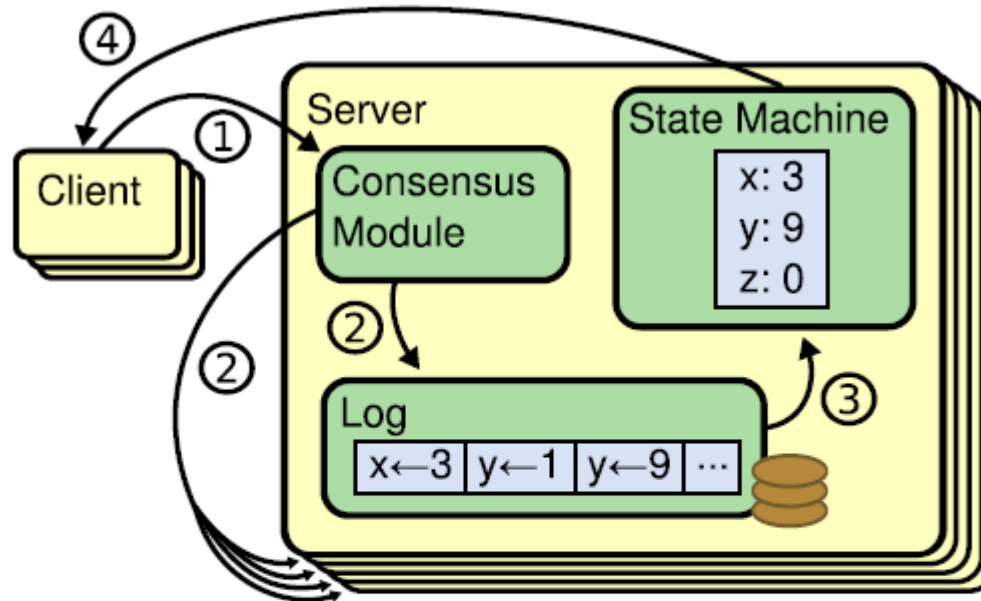 ④
①
Server
Client
Consensus
Module
State Machine
x: 3
y: 9
z: 0
②
②
③
Log
x←3 y←1 y←9 ...